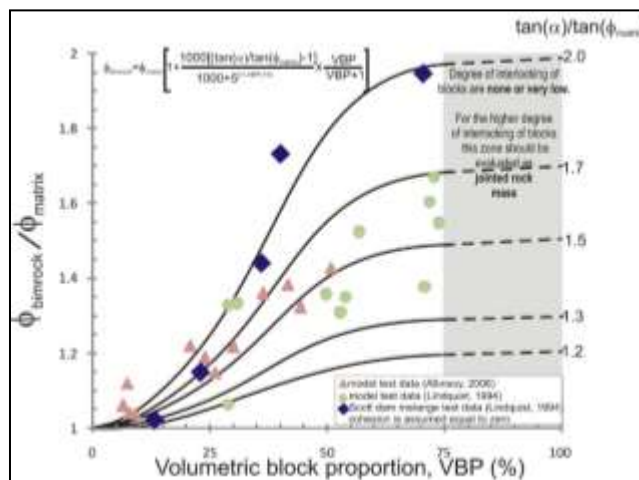 tan(α)/tan(ϕmatrix
2
2.0
Degree of interlocking of
blocks are none or very low.
For the higher degree
of interlocking of blocks
this zone should be
evaluated as
jointed rock
mass
1.8
1.7
1.6
1.5
1.4
1.3
1.2
1.2
1
ϕbimrock/ϕmatrix
model test data (Altınsoy, 2006)
model test data (Lindquist, 1994)
Scott dam melange test data (Lindquist, 1994)
cohesion is assumed equal to zero
0
25
50
75
100
Volumetric block proportion, VBP (%)